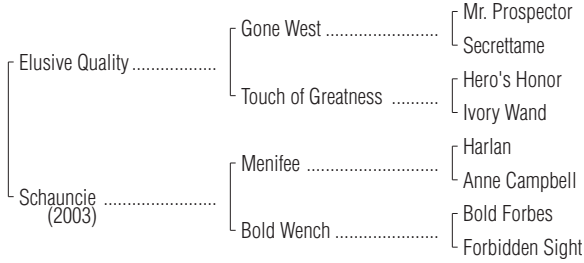 Mr. Prospector
Gone West ........................
Secrettame
Elusive Quality ..................
Hero's Honor
Touch of Greatness ..........
Ivory Wand
Harlan
Menifee ............................
Anne Campbell
Schauncie ........................
(2003)
Bold Forbes
Bold Wench ......................
Forbidden Sight